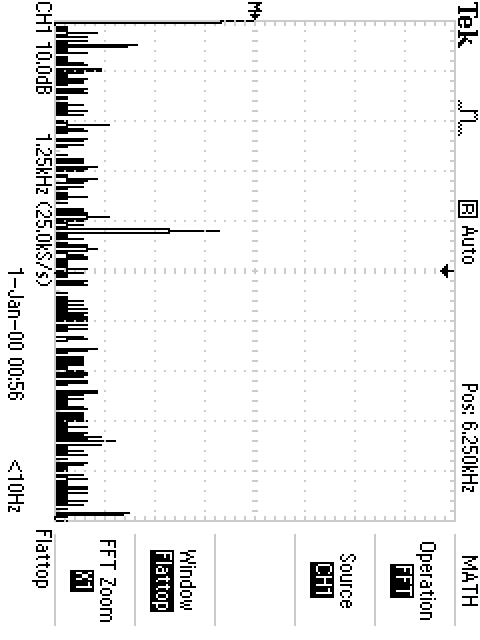 Tek
R Auto
Pos: 6.250kHz
MATH
Operation
FFT
Source
CH1
Window
Flattop
FFT Zoom
X1
M
CH1 10.0dB
1.25kHz (25.0kS/s)
Flattop
1-Jan-00 00:56
<10Hz